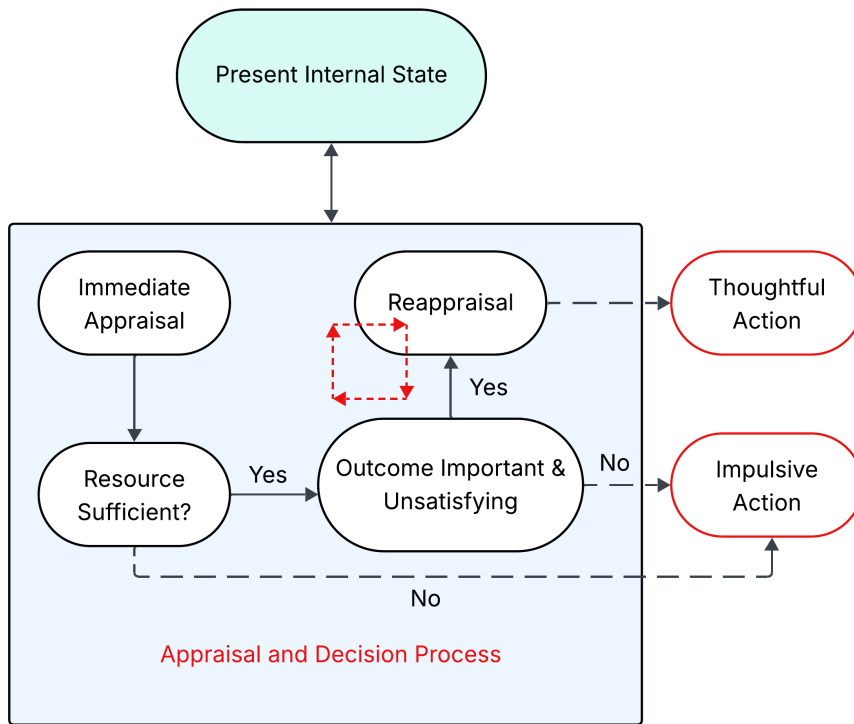 Present Internal State
Immediate
Appraisal
Reappraisal
Thoughtful
Action
Yes
Resource
Sufficient?
Yes
Outcome Important &
Unsatisfying
No
Impulsive
Action
No
Appraisal and Decision Process